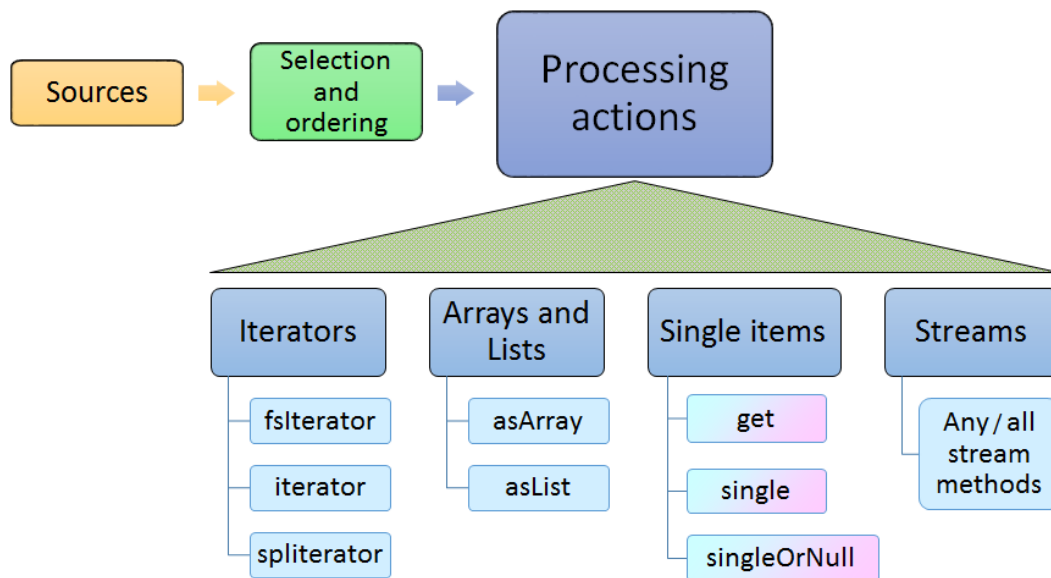 Sources
Selection
and
ordering
Processing
actions
Iterators
fsIterator
iterator
spliterator
Arrays and
Lists
asArray
asList
Single items
get
single
singleOrNull
Streams
Any / all
stream
methods